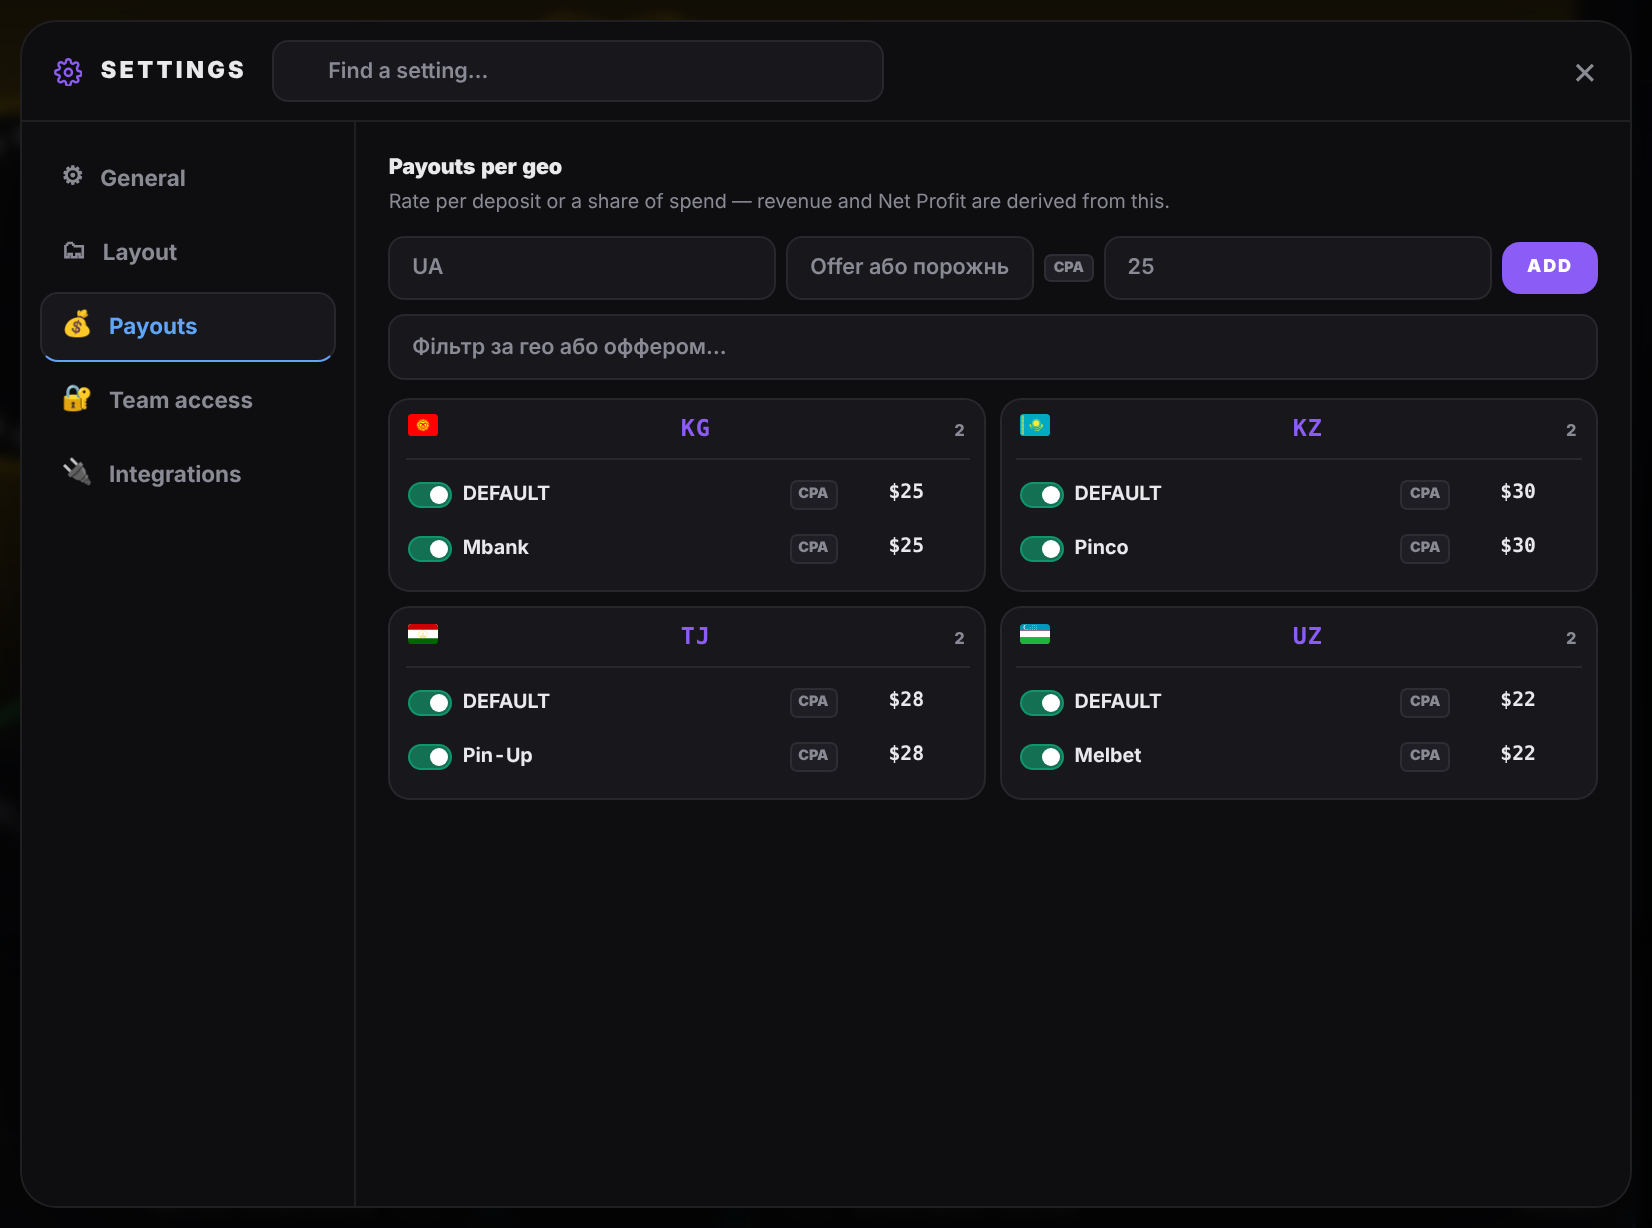 SETTINGS
Find a setting...
General
Layout
Payouts
Team access
Integrations
Payouts per geo
Rate per deposit or a share of spend — revenue and Net Profit are derived from this.
UA Offer або порожнь CPA 25 ADD
Фільтр за гео або оффером...
KG 2
DEFAULT CPA $25
Mbank CPA $25
KZ 2
DEFAULT CPA $30
Pinco CPA $30
TJ 2
DEFAULT CPA $28
Pin-Up CPA $28
UZ 2
DEFAULT CPA $22
Melbet CPA $22